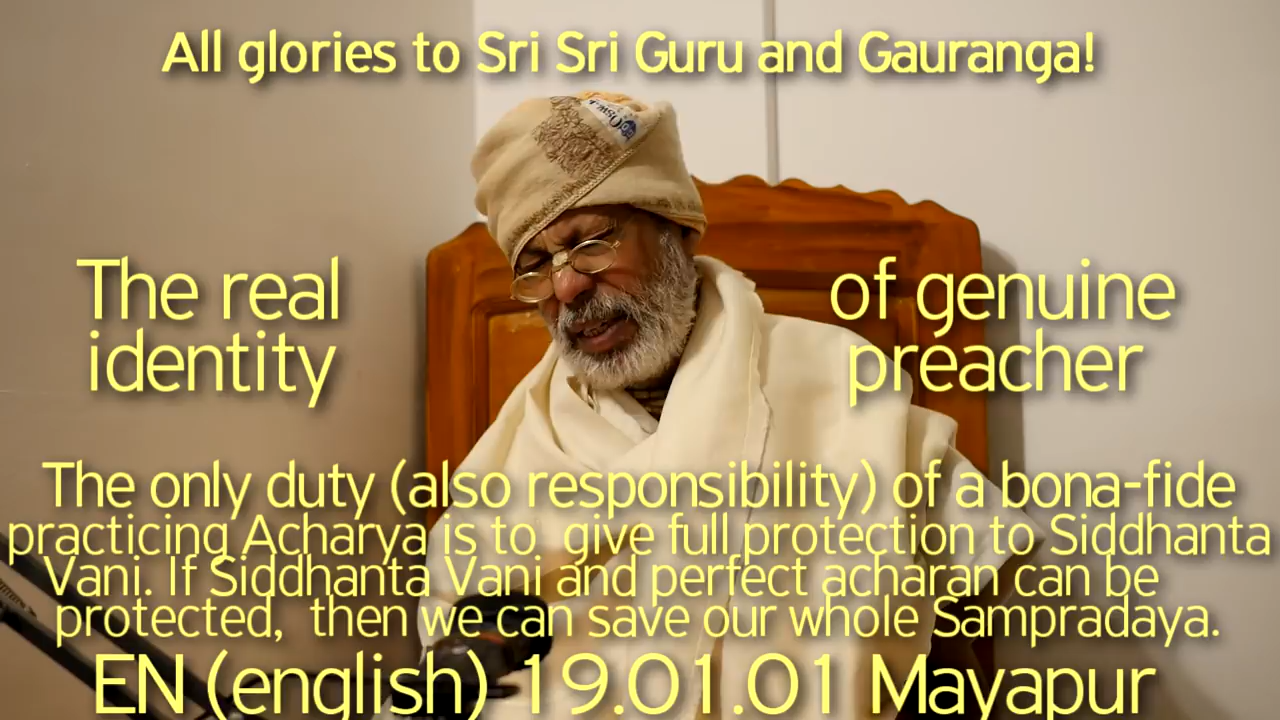 All glories to Sri Sri Guru and Gauranga!
The real
identity
of genuine
preacher
The only duty (also responsibility) of a bona-fide
practicing Acharya is to  give full protection to Siddhanta
Vani. If Siddhanta Vani and perfect acharan can be
protected,  then we can save our whole Sampradaya.
EN (english) 19.01.01 Mayapur